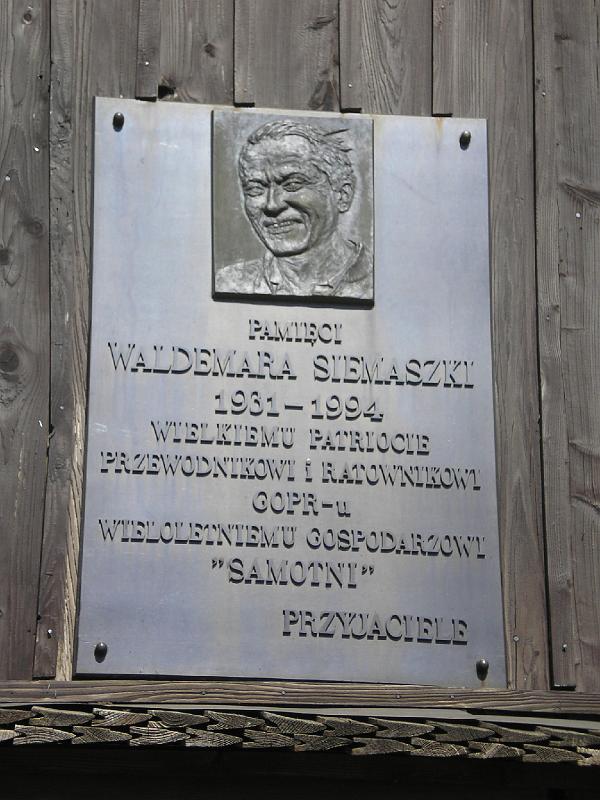 PAMIĘCI
WALDEMARA SIEMASZKI
1931-1994
WIELKIEMU PATRIOCIE
PRZEWODNIKOWI i RATOWNIKOWI
GOPR-u
WIELOLETNIEMU GOSPODARZOWI
"SAMOTNI"
PRZYJACIELE